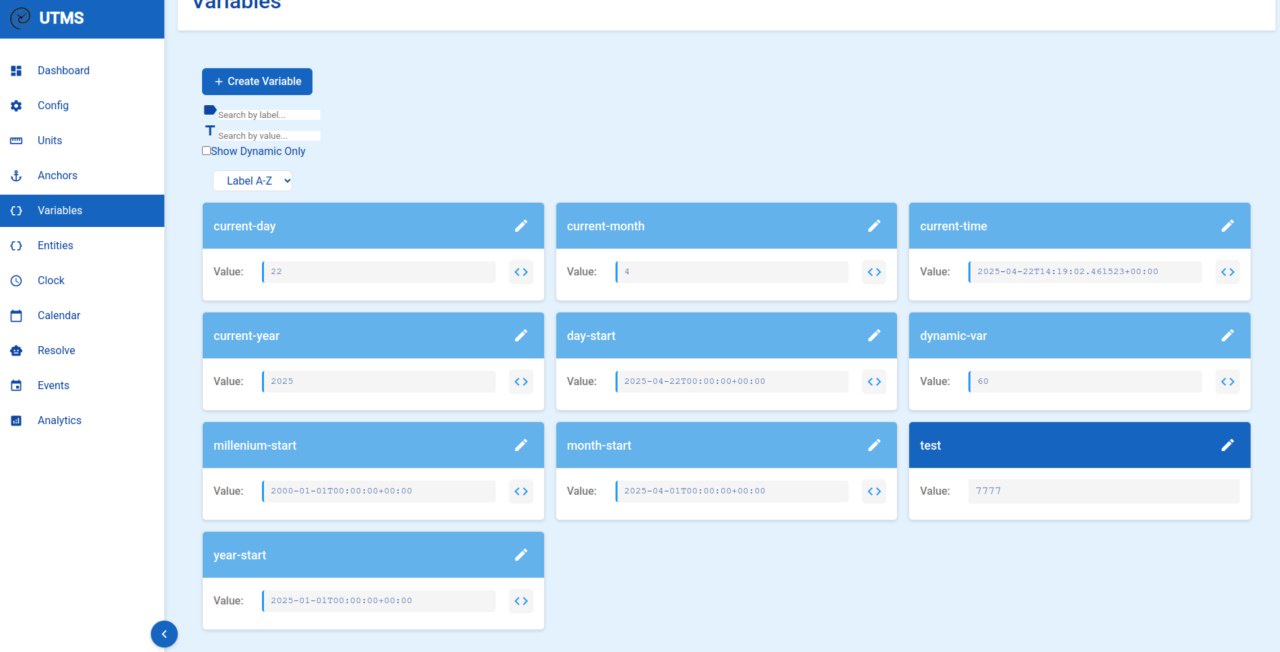 UTMS
Variables
Dashboard
Config
Units
Anchors
Variables
Entities
Clock
Calendar
Resolve
Events
Analytics
+ Create Variable
Search by label...
Search by value...
Show Dynamic Only
Label A-Z
current-day
Value: 22
current-month
Value: 4
current-time
Value: 2025-04-22T14:19:02.461523+00:00
current-year
Value: 2025
day-start
Value: 2025-04-22T00:00:00+00:00
dynamic-var
Value: 60
millenium-start
Value: 2000-01-01T00:00:00+00:00
month-start
Value: 2025-04-01T00:00:00+00:00
test
Value: 7777
year-start
Value: 2025-01-01T00:00:00+00:00